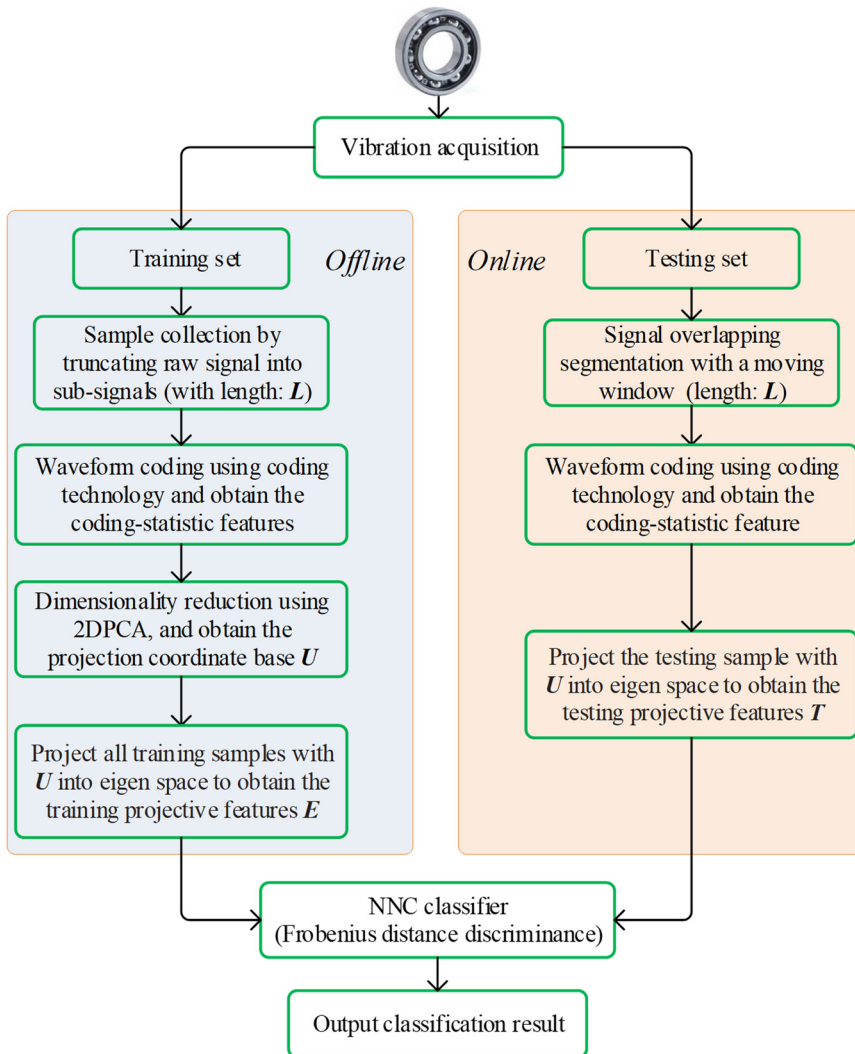 Vibration acquisition
Offline
Training set
Sample collection by
truncating raw signal into
sub-signals (with length: L)
Waveform coding using coding
technology and obtain the
coding-statistic features
Dimensionality reduction using
2DPCA, and obtain the
projection coordinate base U
Project all training samples with
U into eigen space to obtain the
training projective features E
Online
Testing set
Signal overlapping
segmentation with a moving
window (length: L)
Waveform coding using coding
technology and obtain the
coding-statistic feature
Project the testing sample with
U into eigen space to obtain the
testing projective features T
NNC classifier
(Frobenius distance discriminance)
Output classification result